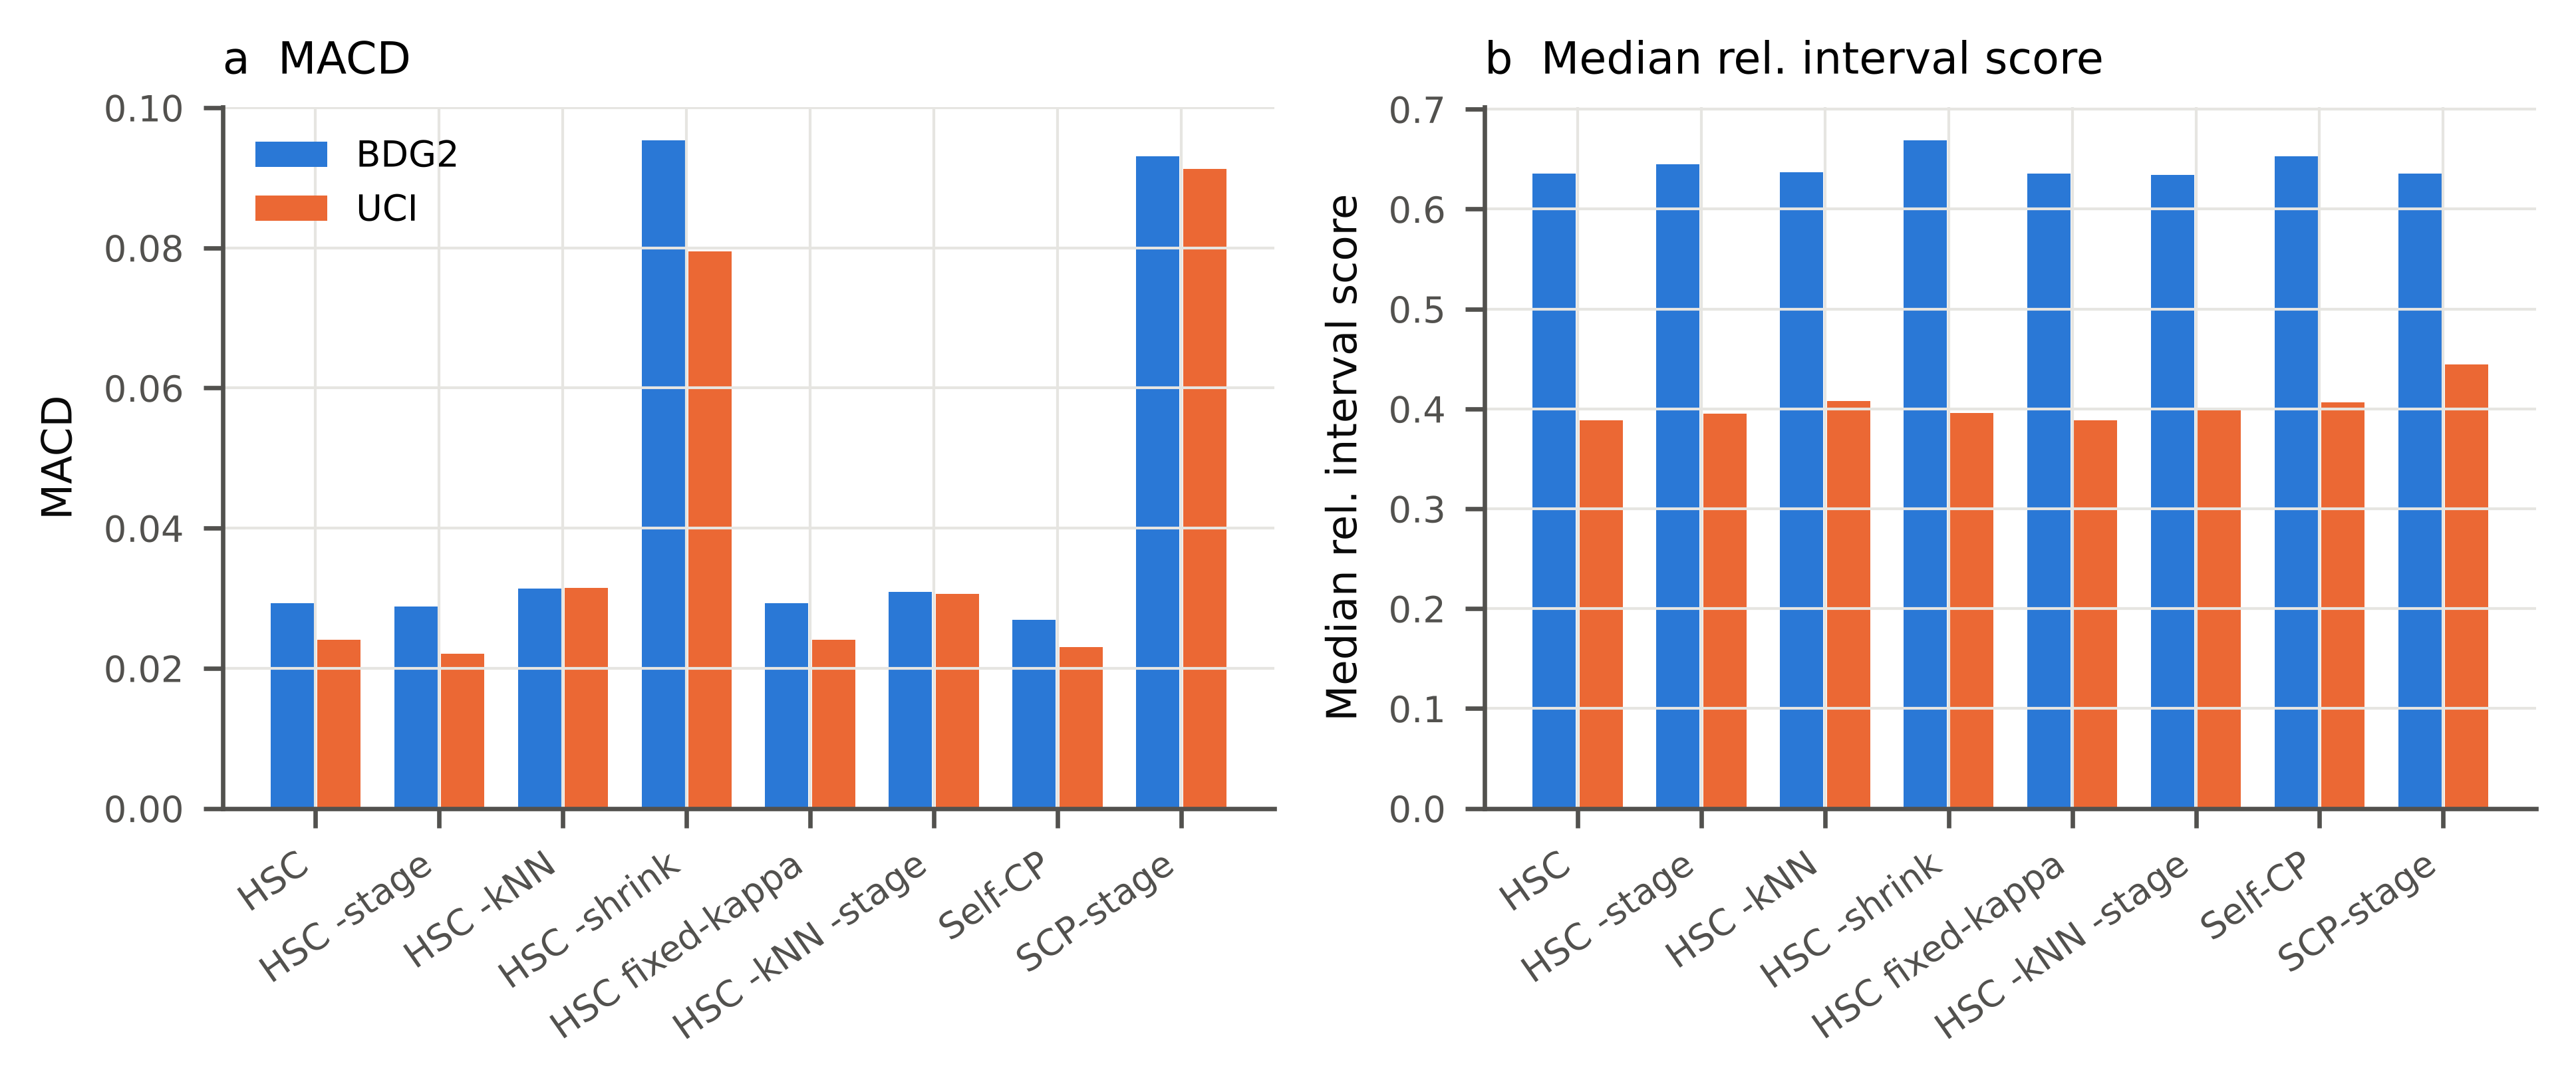 a  MACD
MACD
0.10
0.08
0.06
0.04
0.02
0.00
BDG2
UCI
HSC
HSC -stage
HSC -kNN
HSC -shrink
HSC fixed-kappa
HSC -kNN -stage
Self-CP
SCP-stage
b  Median rel. interval score
Median rel. interval score
0.7
0.6
0.5
0.4
0.3
0.2
0.1
0.0
HSC
HSC -stage
HSC -kNN
HSC -shrink
HSC fixed-kappa
HSC -kNN -stage
Self-CP
SCP-stage